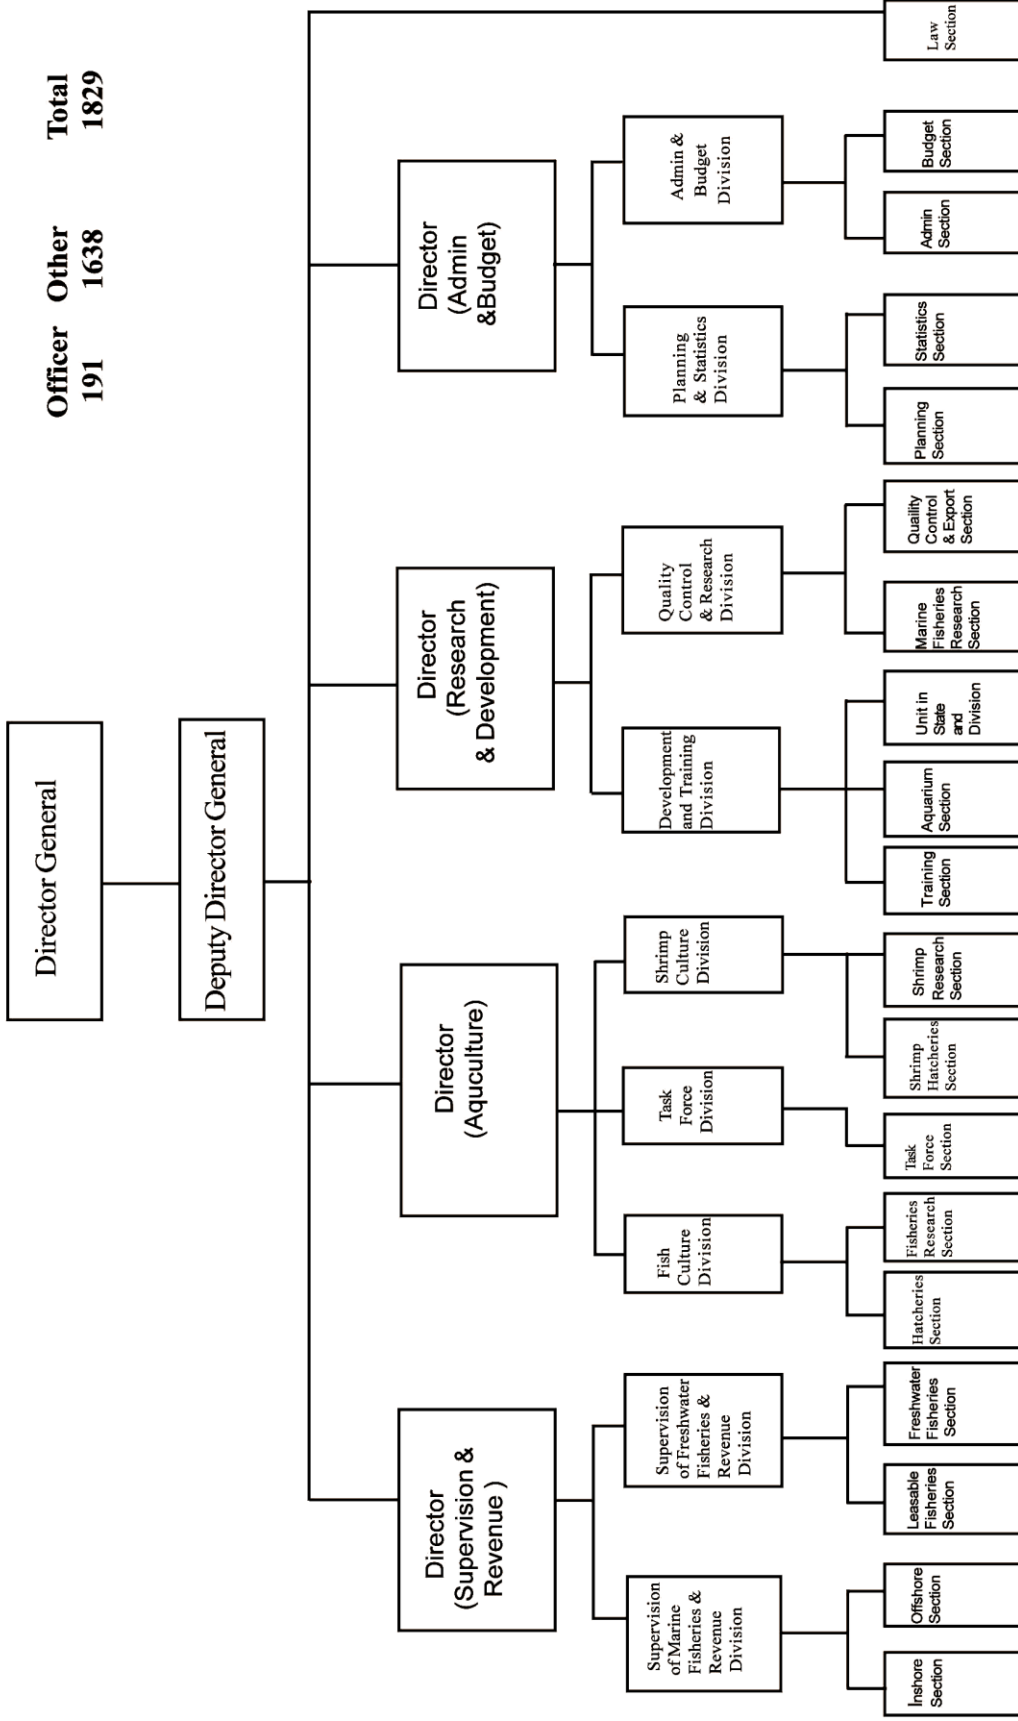 Officer Other Total
191 1638 1829
Director General
Deputy Director General
Director
(Supervision &
Revenue )
Director
(Aquculture)
Director
(Research
& Development)
Director
(Admin
&Budget)
Supervision
of Marine
Fisheries &
Revenue
Division
Supervision
of Freshwater
Fisheries &
Revenue
Division
Fish
Culture
Division
Task
Force
Division
Shrimp
Culture
Division
Development
and Training
Division
Quality
Control
& Research
Division
Planning
& Statistics
Division
Admin &
Budget
Division
Inshore
Section
Offshore
Section
Leasable
Fisheries
Section
Freshwater
Fisheries
Section
Hatcheries
Section
Fisheries
Research
Section
Task
Force
Section
Shrimp
Hatcheries
Section
Shrimp
Research
Section
Training
Section
Aquarium
Section
Unit in
State
and
Division
Marine
Fisheries
Research
Section
Quaility
Control
& Export
Section
Planning
Section
Statistics
Section
Admin
Section
Budget
Section
Law
Section